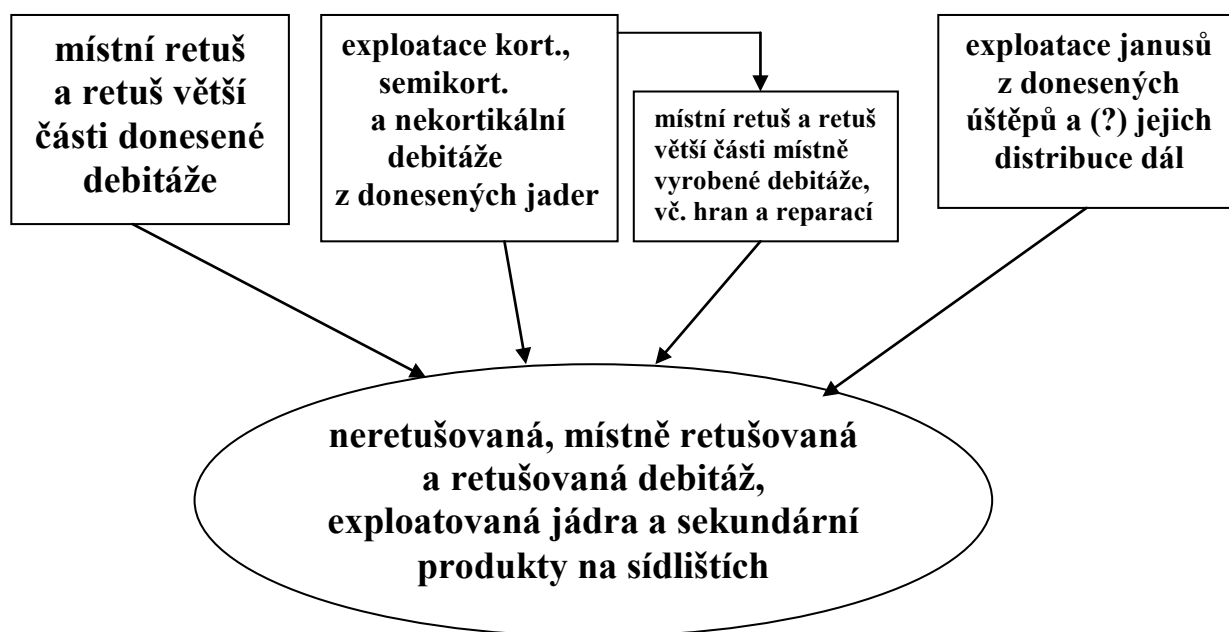 místní retuš
a retuš větší
části donesené
debitáže
exploatace kort.,
semikort.
a nekortikální
debitáže
z donesených jader
místní retuš a retuš
větší části místně
vyrobené debitáže,
vč. hran a reparací
exploatace janusů
z donesených
úštěpů a (?) jejich
distribuce dál
neretušovaná, místně retušovaná
a retušovaná debitáž,
exploatovaná jádra a sekundární
produkty na sídlištích